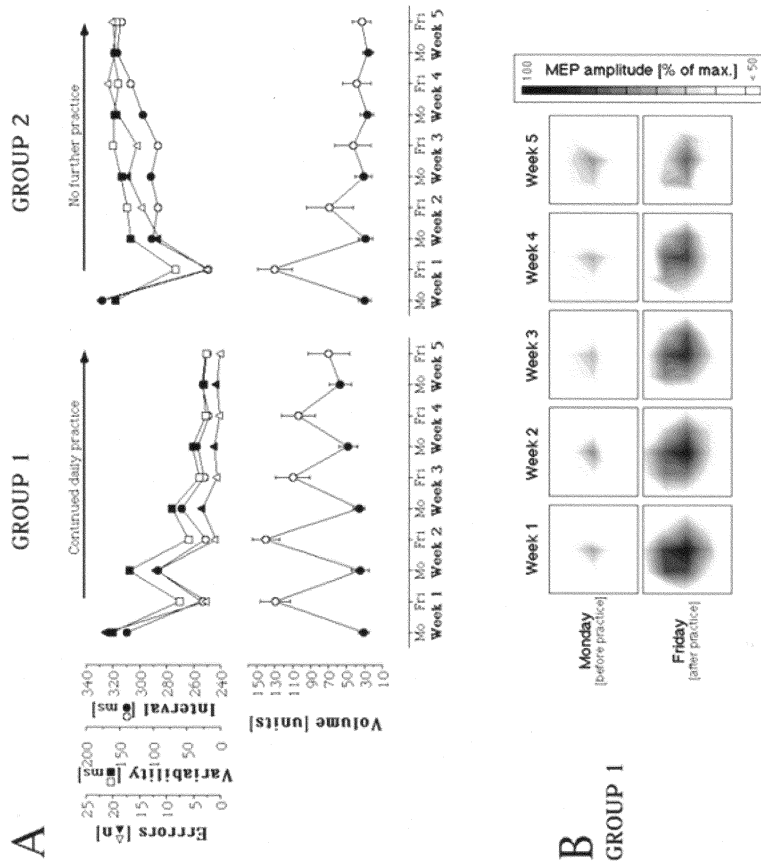 A
GROUP 1
GROUP 2
Continued daily practice
No further practice
Errrors [n]
Variability [ms]
Interval [ms]
25
20
15
10
5
0
200
150
100
50
0
340
320
300
280
260
240
Volume [units]
150
130
110
90
70
50
30
10
Mo Fri Mo Fri Mo Fri Mo Fri Mo Fri
Week 1 Week 2 Week 3 Week 4 Week 5
Mo Fri Mo Fri Mo Fri Mo Fri Mo Fri
Week 1 Week 2 Week 3 Week 4 Week 5
B
GROUP 1
Week 1 Week 2 Week 3 Week 4 Week 5
Monday
[before practice]
Friday
[after practice]
100
MEP amplitude [% of max.]
< 50